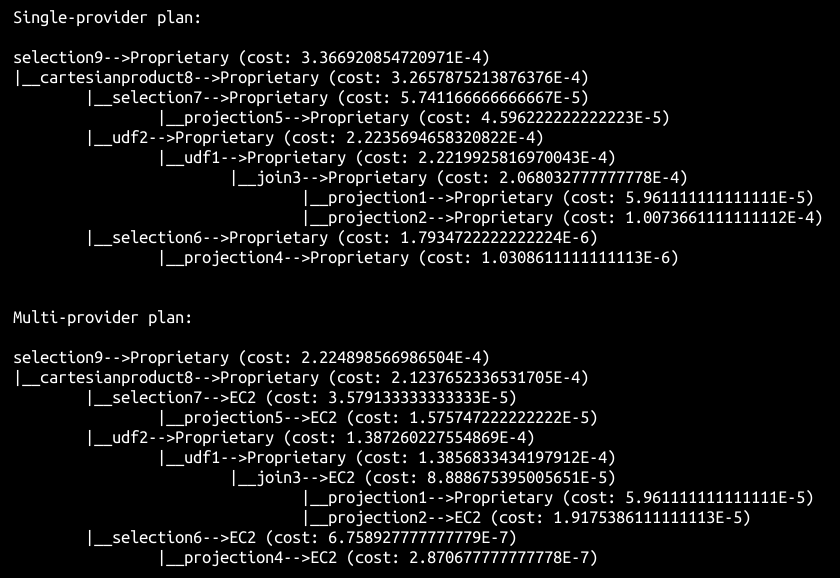 Single-provider plan:
selection9-->Proprietary (cost: 3.366920854720971E-4)
|__cartesianproduct8-->Proprietary (cost: 3.2657875213876376E-4)
|__selection7-->Proprietary (cost: 5.741166666666667E-5)
|__projection5-->Proprietary (cost: 4.596222222222223E-5)
|__udf2-->Proprietary (cost: 2.2235694658320822E-4)
|__udf1-->Proprietary (cost: 2.2219925816970043E-4)
|__join3-->Proprietary (cost: 2.068032777777778E-4)
|__projection1-->Proprietary (cost: 5.961111111111111E-5)
|__projection2-->Proprietary (cost: 1.0073661111111112E-4)
|__selection6-->Proprietary (cost: 1.7934722222222224E-6)
|__projection4-->Proprietary (cost: 1.0308611111111113E-6)
Multi-provider plan:
selection9-->Proprietary (cost: 2.224898566986504E-4)
|__cartesianproduct8-->Proprietary (cost: 2.1237652336531705E-4)
|__selection7-->EC2 (cost: 3.579133333333333E-5)
|__projection5-->EC2 (cost: 1.575747222222222E-5)
|__udf2-->Proprietary (cost: 1.387260227554869E-4)
|__udf1-->Proprietary (cost: 1.3856833434197912E-4)
|__join3-->EC2 (cost: 8.888675395005651E-5)
|__projection1-->Proprietary (cost: 5.961111111111111E-5)
|__projection2-->EC2 (cost: 1.9175386111111113E-5)
|__selection6-->EC2 (cost: 6.758927777777779E-7)
|__projection4-->EC2 (cost: 2.870677777777778E-7)